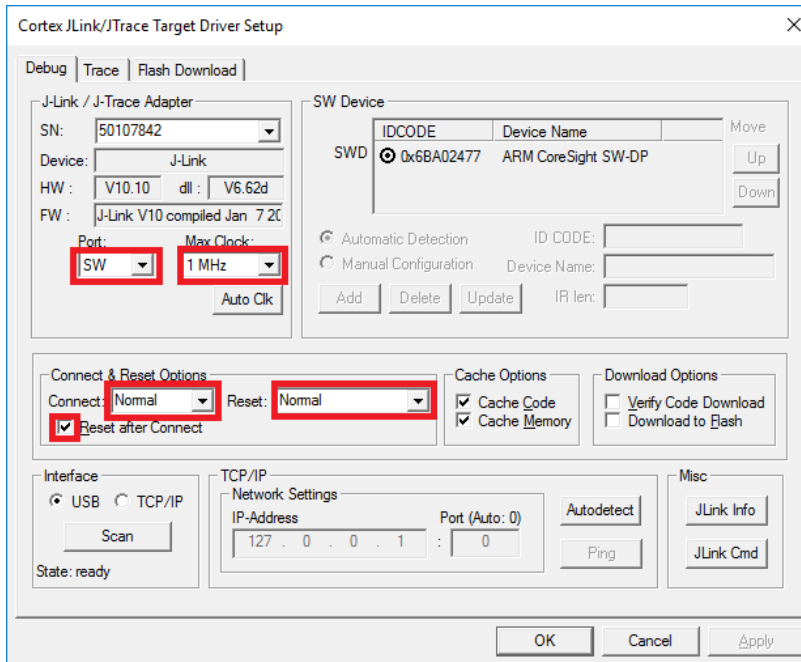 Cortex JLink/JTrace Target Driver Setup
Debug Trace Flash Download
J-Link / J-Trace Adapter
SN: 50107842
Device: J-Link
HW : V10.10 dll : V6.62d
FW : J-Link V10 compiled Jan 7 20
Port: Max Clock:
SW 1 MHz
Auto Clk
SW Device
IDCODE Device Name
SWD 0x6BA02477 ARM CoreSight SW-DP
Move
Up
Down
Automatic Detection ID CODE:
Manual Configuration Device Name:
Add Delete Update IR len:
Connect & Reset Options
Connect: Normal Reset: Normal
Reset after Connect
Cache Options
Cache Code
Cache Memory
Download Options
Verify Code Download
Download to Flash
Interface
USB TCP/IP
Scan
State: ready
TCP/IP
Network Settings
IP-Address Port (Auto: 0)
127 . 0 . 0 . 1 : 0
Autodetect
Ping
Misc
JLink Info
JLink Cmd
OK Cancel Apply